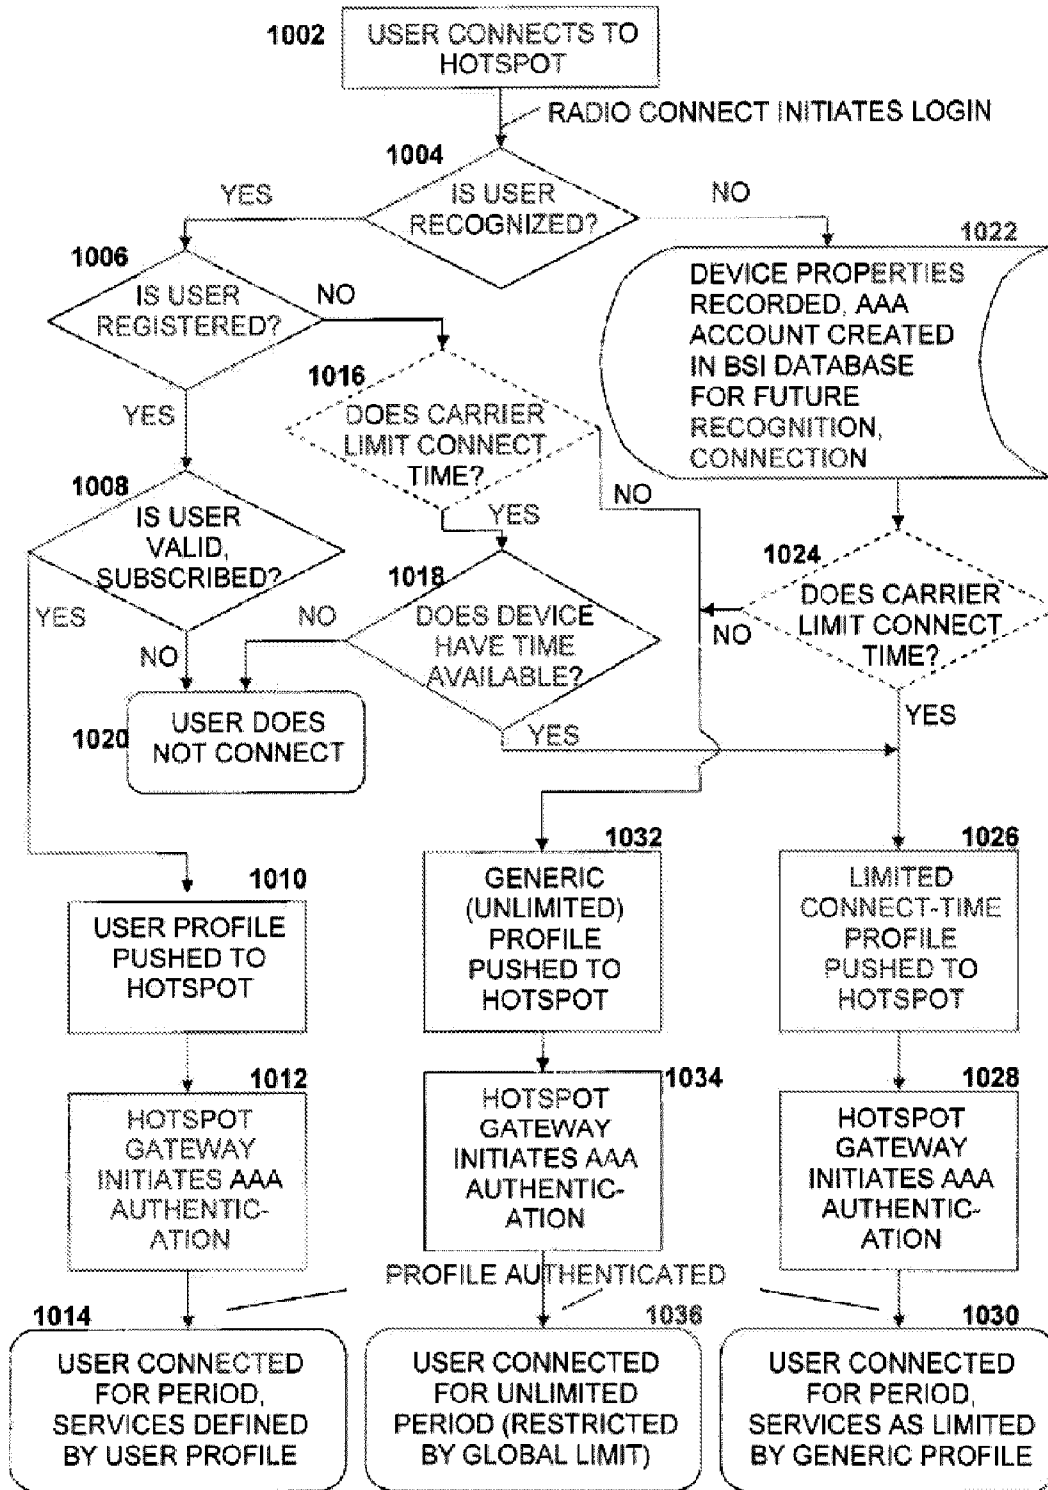 1002
USER CONNECTS TO
HOTSPOT
RADIO CONNECT INITIATES LOGIN
1004
IS USER
RECOGNIZED?
YES
NO
1006
IS USER
REGISTERED?
NO
YES
1022
DEVICE PROPERTIES
RECORDED, AAA
ACCOUNT CREATED
IN BSI DATABASE
FOR FUTURE
RECOGNITION,
CONNECTION
1016
DOES CARRIER
LIMIT CONNECT
TIME?
NO
YES
1008
IS USER
VALID,
SUBSCRIBED?
YES
NO
1018
DOES DEVICE
HAVE TIME
AVAILABLE?
NO
YES
1024
DOES CARRIER
LIMIT CONNECT
TIME?
NO
YES
1020
USER DOES
NOT CONNECT
1010
USER PROFILE
PUSHED TO
HOTSPOT
1032
GENERIC
(UNLIMITED)
PROFILE
PUSHED TO
HOTSPOT
1026
LIMITED
CONNECT-TIME
PROFILE
PUSHED TO
HOTSPOT
1012
HOTSPOT
GATEWAY
INITIATES AAA
AUTHENTIC-
ATION
1034
HOTSPOT
GATEWAY
INITIATES AAA
AUTHENTIC-
ATION
1028
HOTSPOT
GATEWAY
INITIATES AAA
AUTHENTIC-
ATION
PROFILE AUTHENTICATED
1014
USER CONNECTED
FOR PERIOD,
SERVICES DEFINED
BY USER PROFILE
1036
USER CONNECTED
FOR UNLIMITED
PERIOD (RESTRICTED
BY GLOBAL LIMIT)
1030
USER CONNECTED
FOR PERIOD,
SERVICES AS LIMITED
BY GENERIC PROFILE